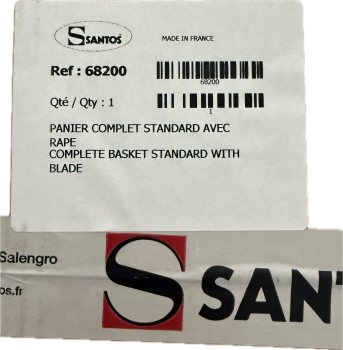 SANTOS
MADE IN FRANCE
Ref : 68200
68200
Qté / Qty : 1
1
PANIER COMPLET STANDARD AVEC
RAPE
COMPLETE BASKET STANDARD WITH
BLADE
Salengro
os.fr
S SANT